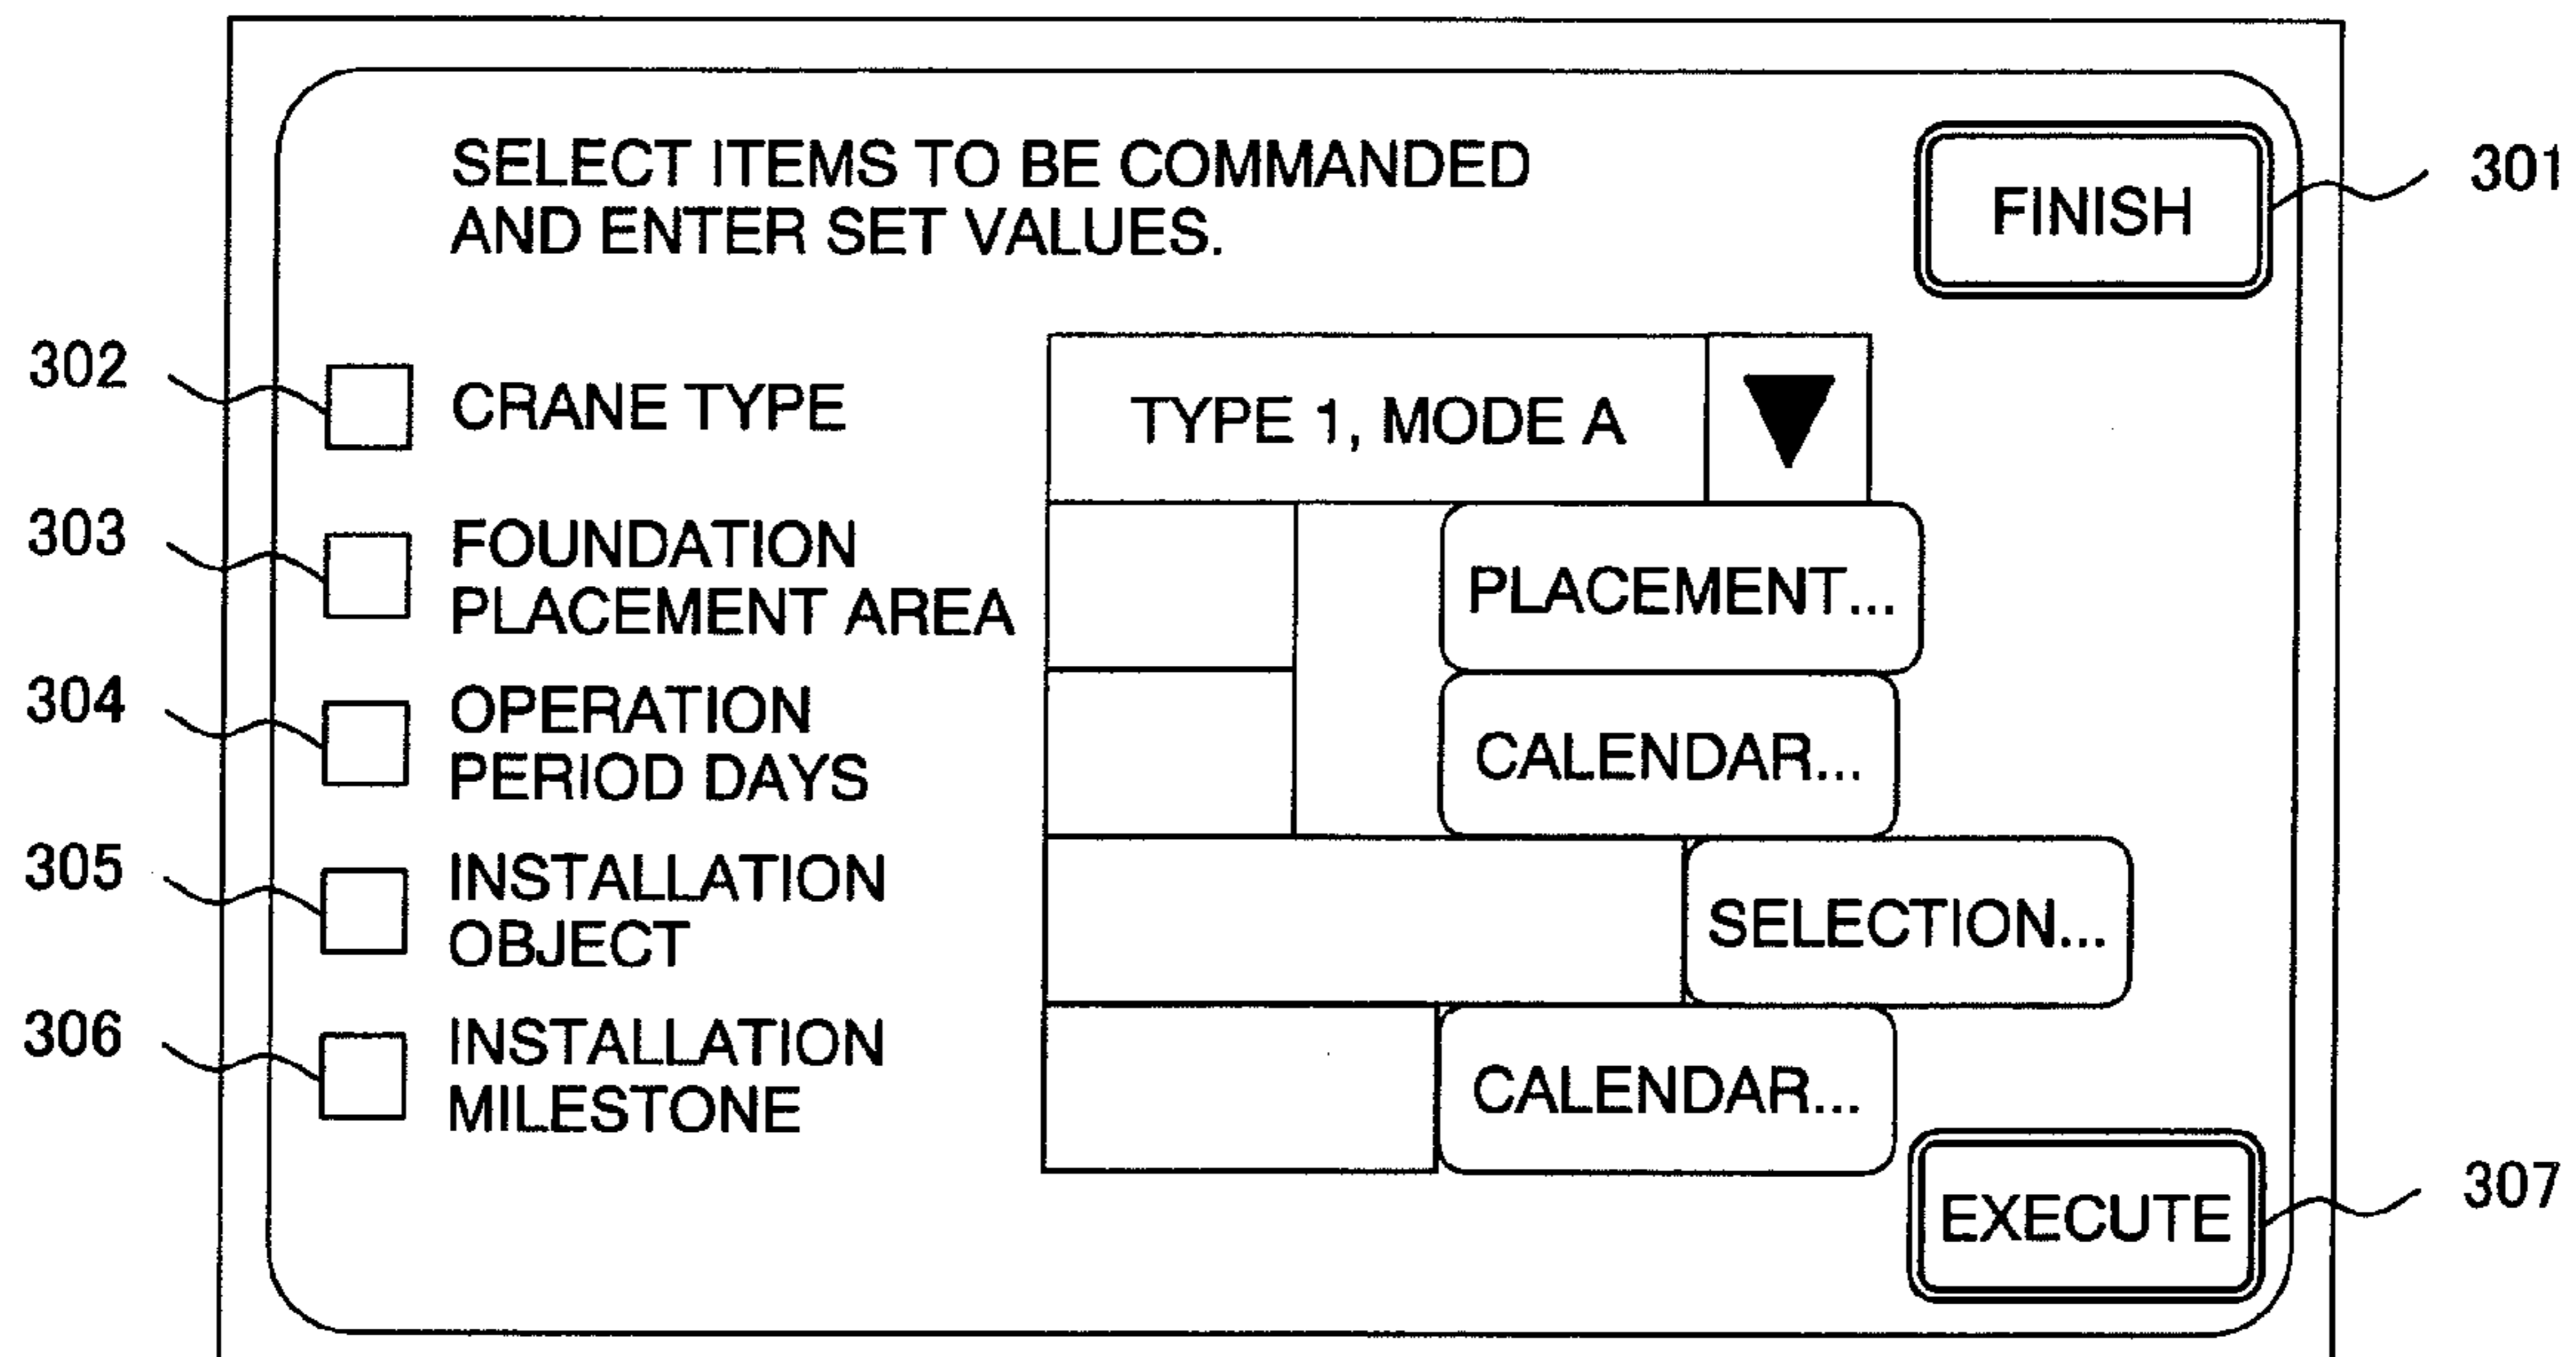 SELECT ITEMS TO BE COMMANDED
AND ENTER SET VALUES.
FINISH
301
302
CRANE TYPE
TYPE 1, MODE A
303
FOUNDATION
PLACEMENT AREA
PLACEMENT...
304
OPERATION
PERIOD DAYS
CALENDAR...
305
INSTALLATION
OBJECT
SELECTION...
306
INSTALLATION
MILESTONE
CALENDAR...
EXECUTE
307